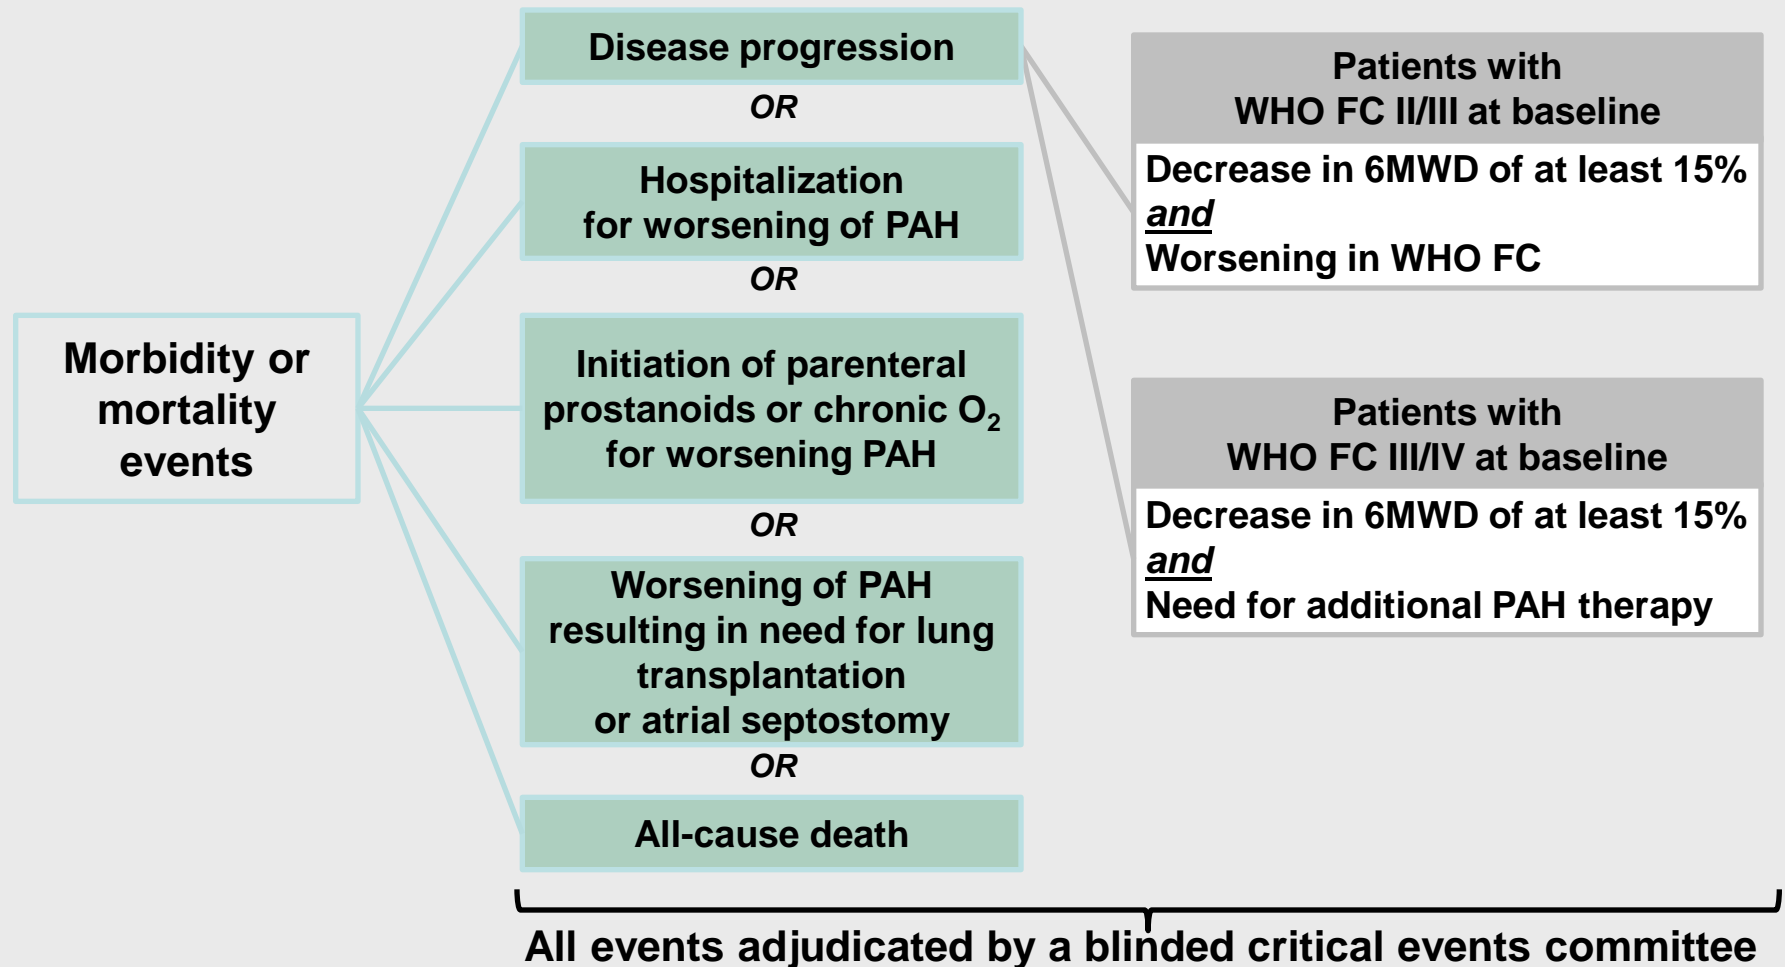 Morbidity or
mortality
events
Disease progression
OR
Hospitalization
for worsening of PAH
OR
Initiation of parenteral
prostanoids or chronic O₂
for worsening PAH
OR
Worsening of PAH
resulting in need for lung
transplantation
or atrial septostomy
OR
All-cause death
Patients with
WHO FC II/III at baseline
Decrease in 6MWD of at least 15%
and
Worsening in WHO FC
Patients with
WHO FC III/IV at baseline
Decrease in 6MWD of at least 15%
and
Need for additional PAH therapy
All events adjudicated by a blinded critical events committee